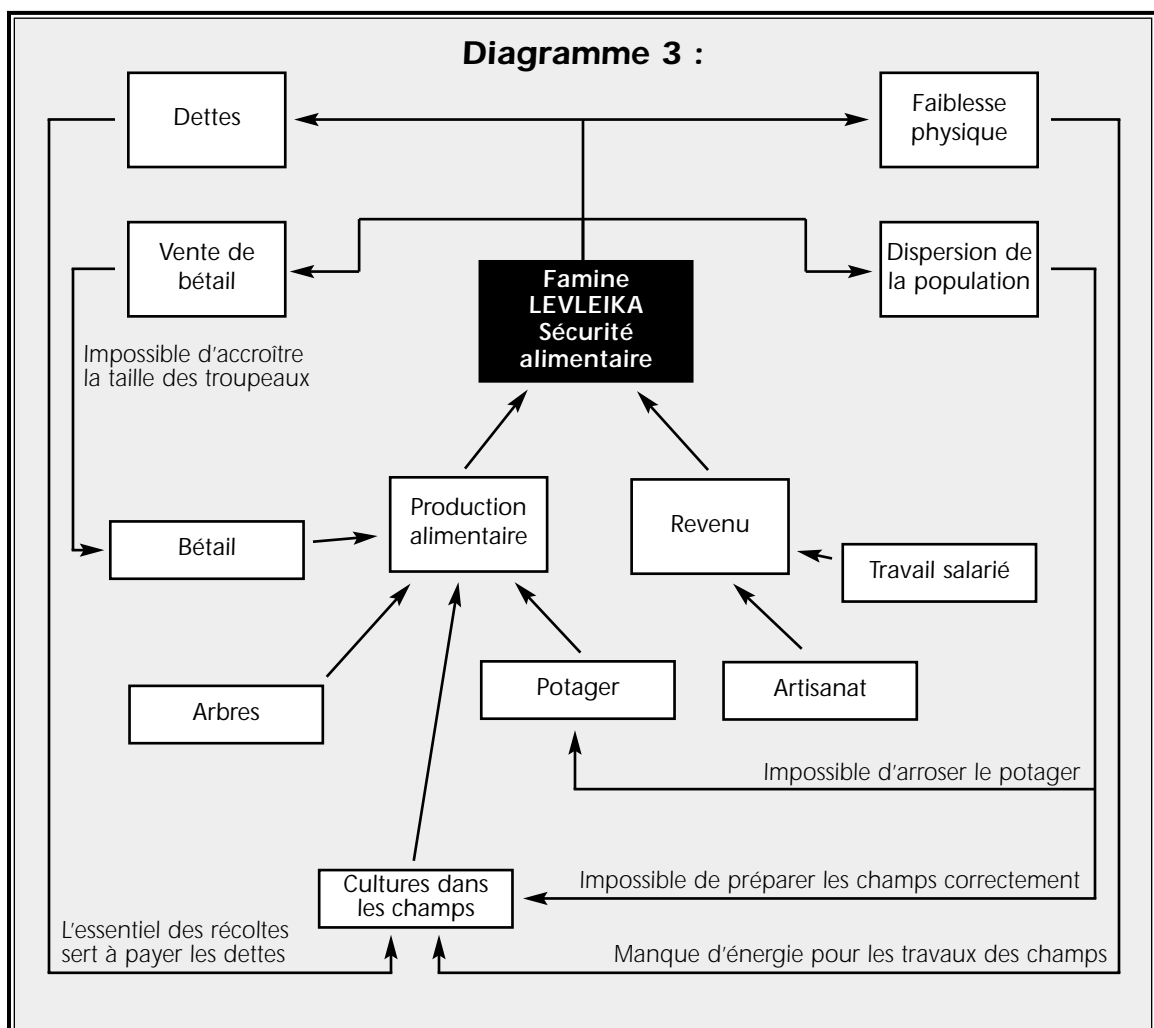 Diagramme 3 :
Dettes
Faiblesse
physique
Vente de
bétail
Dispersion de
la population
Famine
LEVLEIKA
Sécurité
alimentaire
Impossible d'accroître
la taille des troupeaux
Production
alimentaire
Revenu
Bétail
Travail salarié
Arbres
Potager
Artisanat
Impossible d'arroser le potager
Cultures dans
les champs
Impossible de préparer les champs correctement
L'essentiel des récoltes
sert à payer les dettes
Manque d'énergie pour les travaux des champs